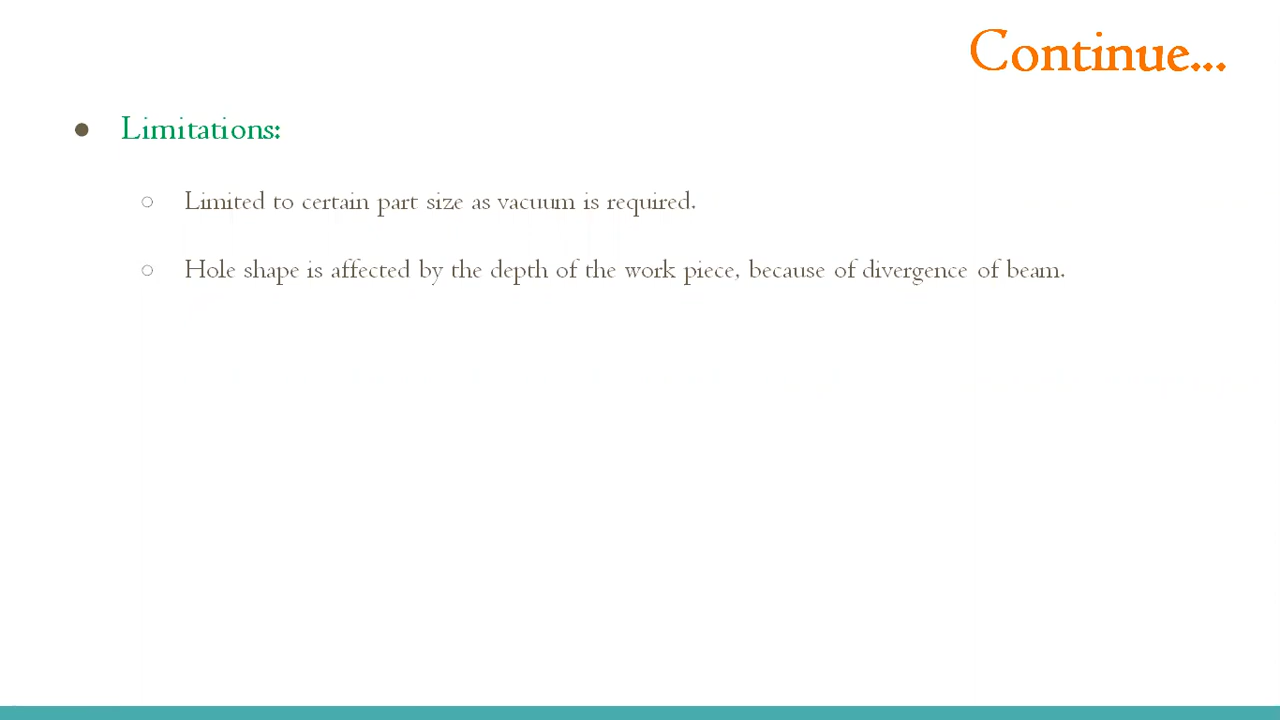 Continue...
● Limitations:
○ Limited to certain part size as vacuum is required.
○ Hole shape is affected by the depth of the work piece, because of divergence of beam.